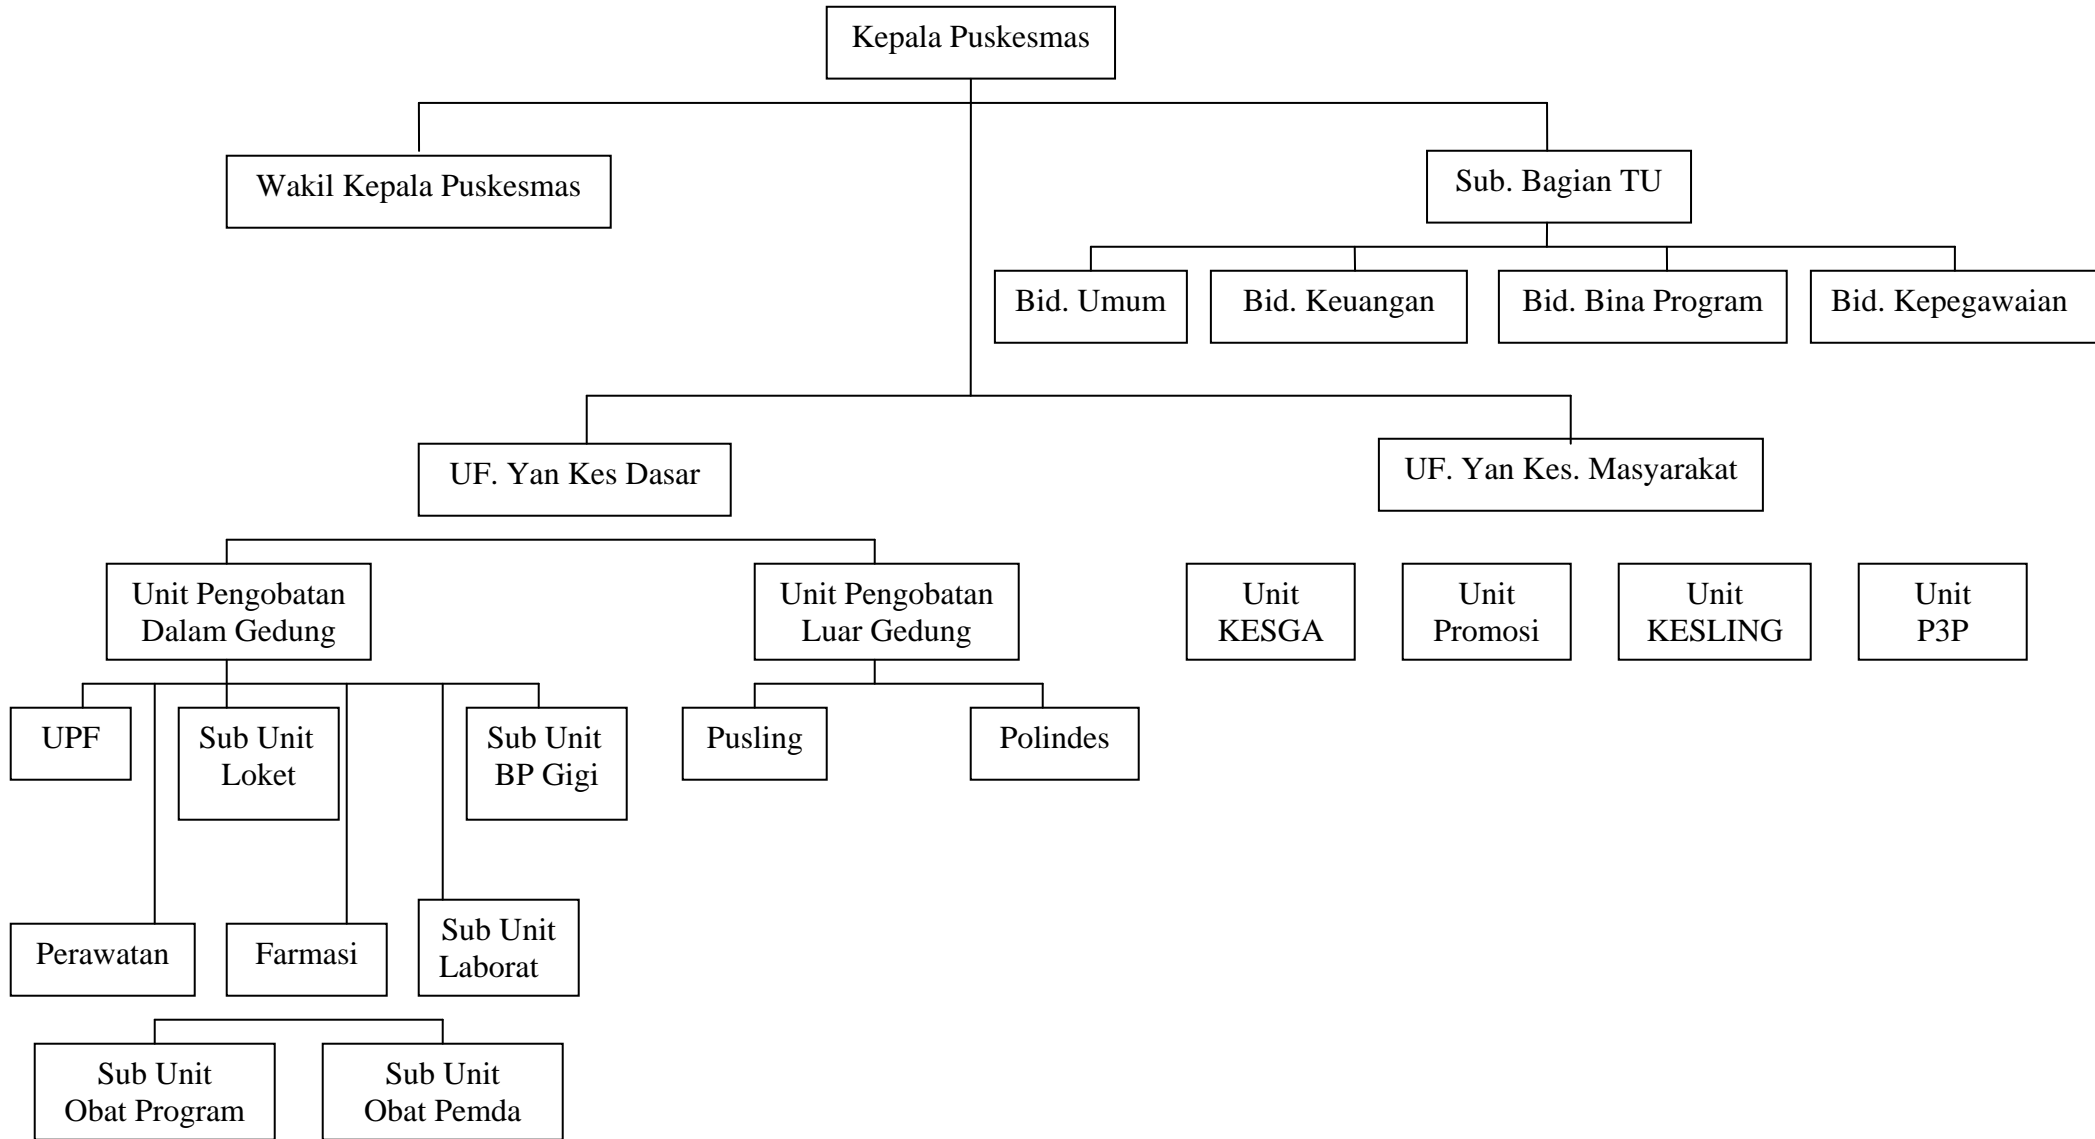 Kepala Puskesmas
Wakil Kepala Puskesmas
Sub. Bagian TU
Bid. Umum
Bid. Keuangan
Bid. Bina Program
Bid. Kepegawaian
UF. Yan Kes Dasar
UF. Yan Kes. Masyarakat
Unit Pengobatan
Dalam Gedung
Unit Pengobatan
Luar Gedung
Unit
KESGA
Unit
Promosi
Unit
KESLING
Unit
P3P
UPF
Sub Unit
Loket
Sub Unit
BP Gigi
Pusling
Polindes
Perawatan
Farmasi
Sub Unit
Laborat
Sub Unit
Obat Program
Sub Unit
Obat Pemda